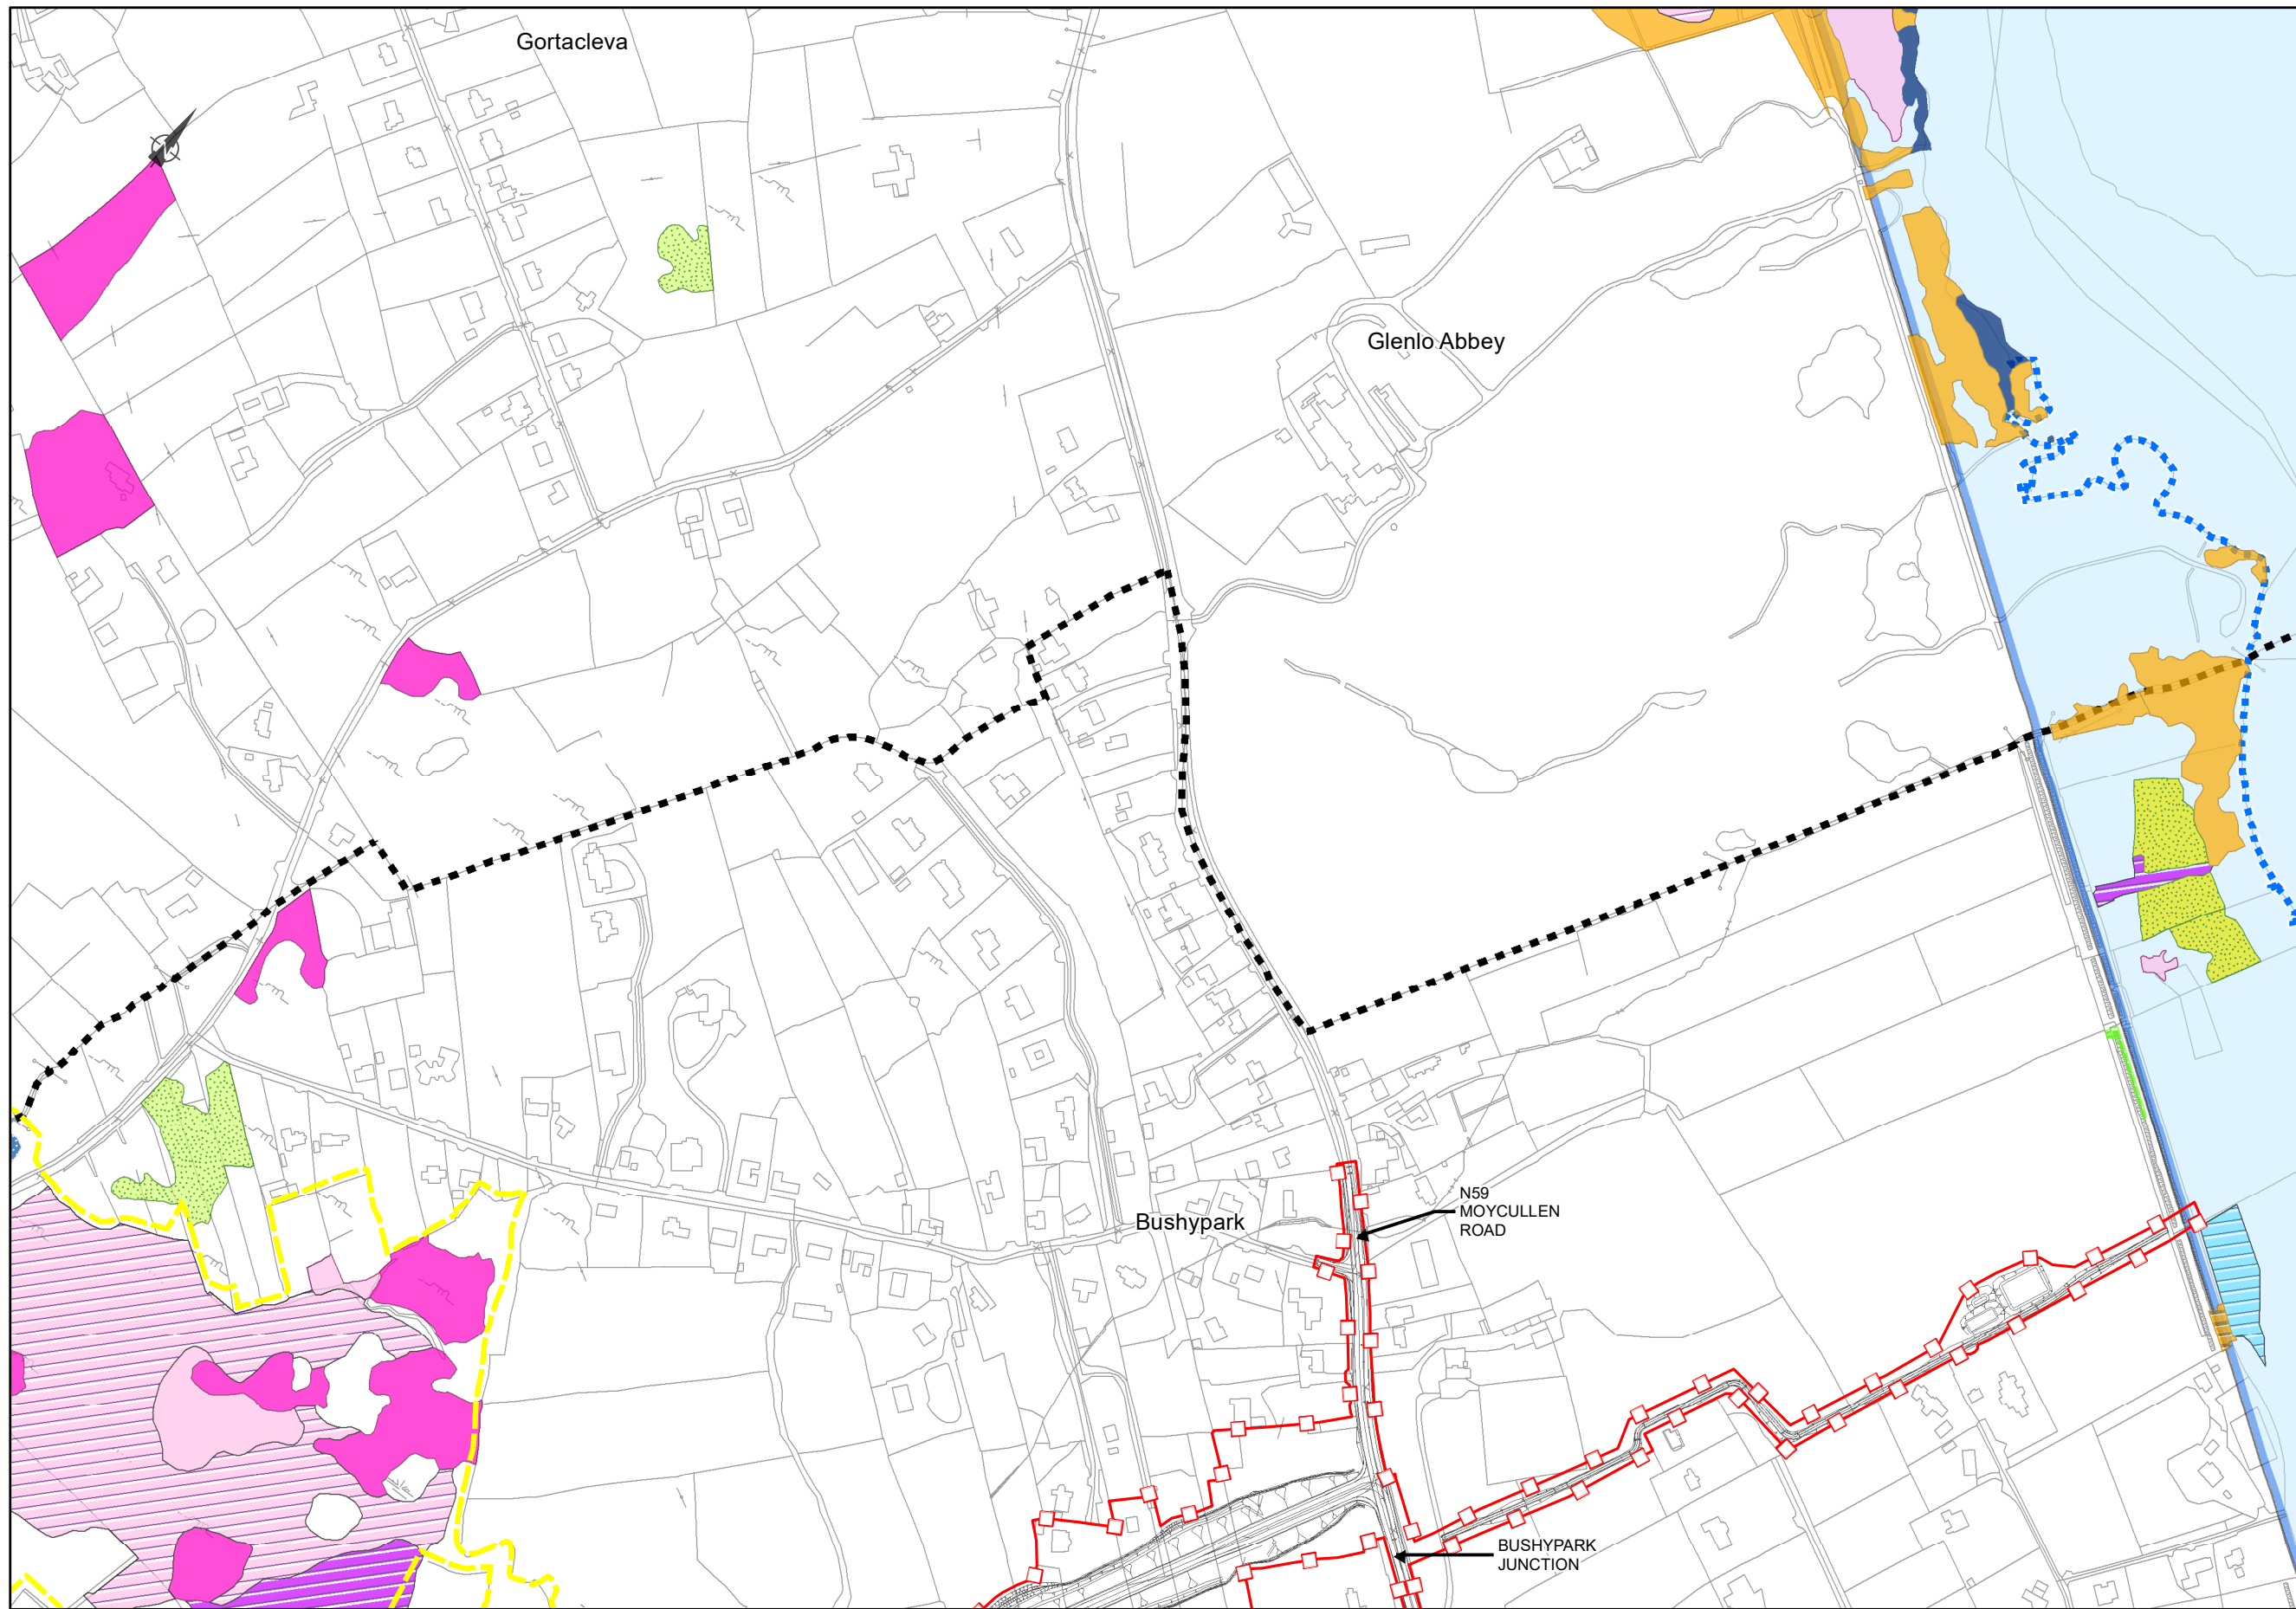 Gortacleva
Glenlo Abbey
N59
MOYCULLEN
ROAD
Bushypark
BUSHYPARK
JUNCTION